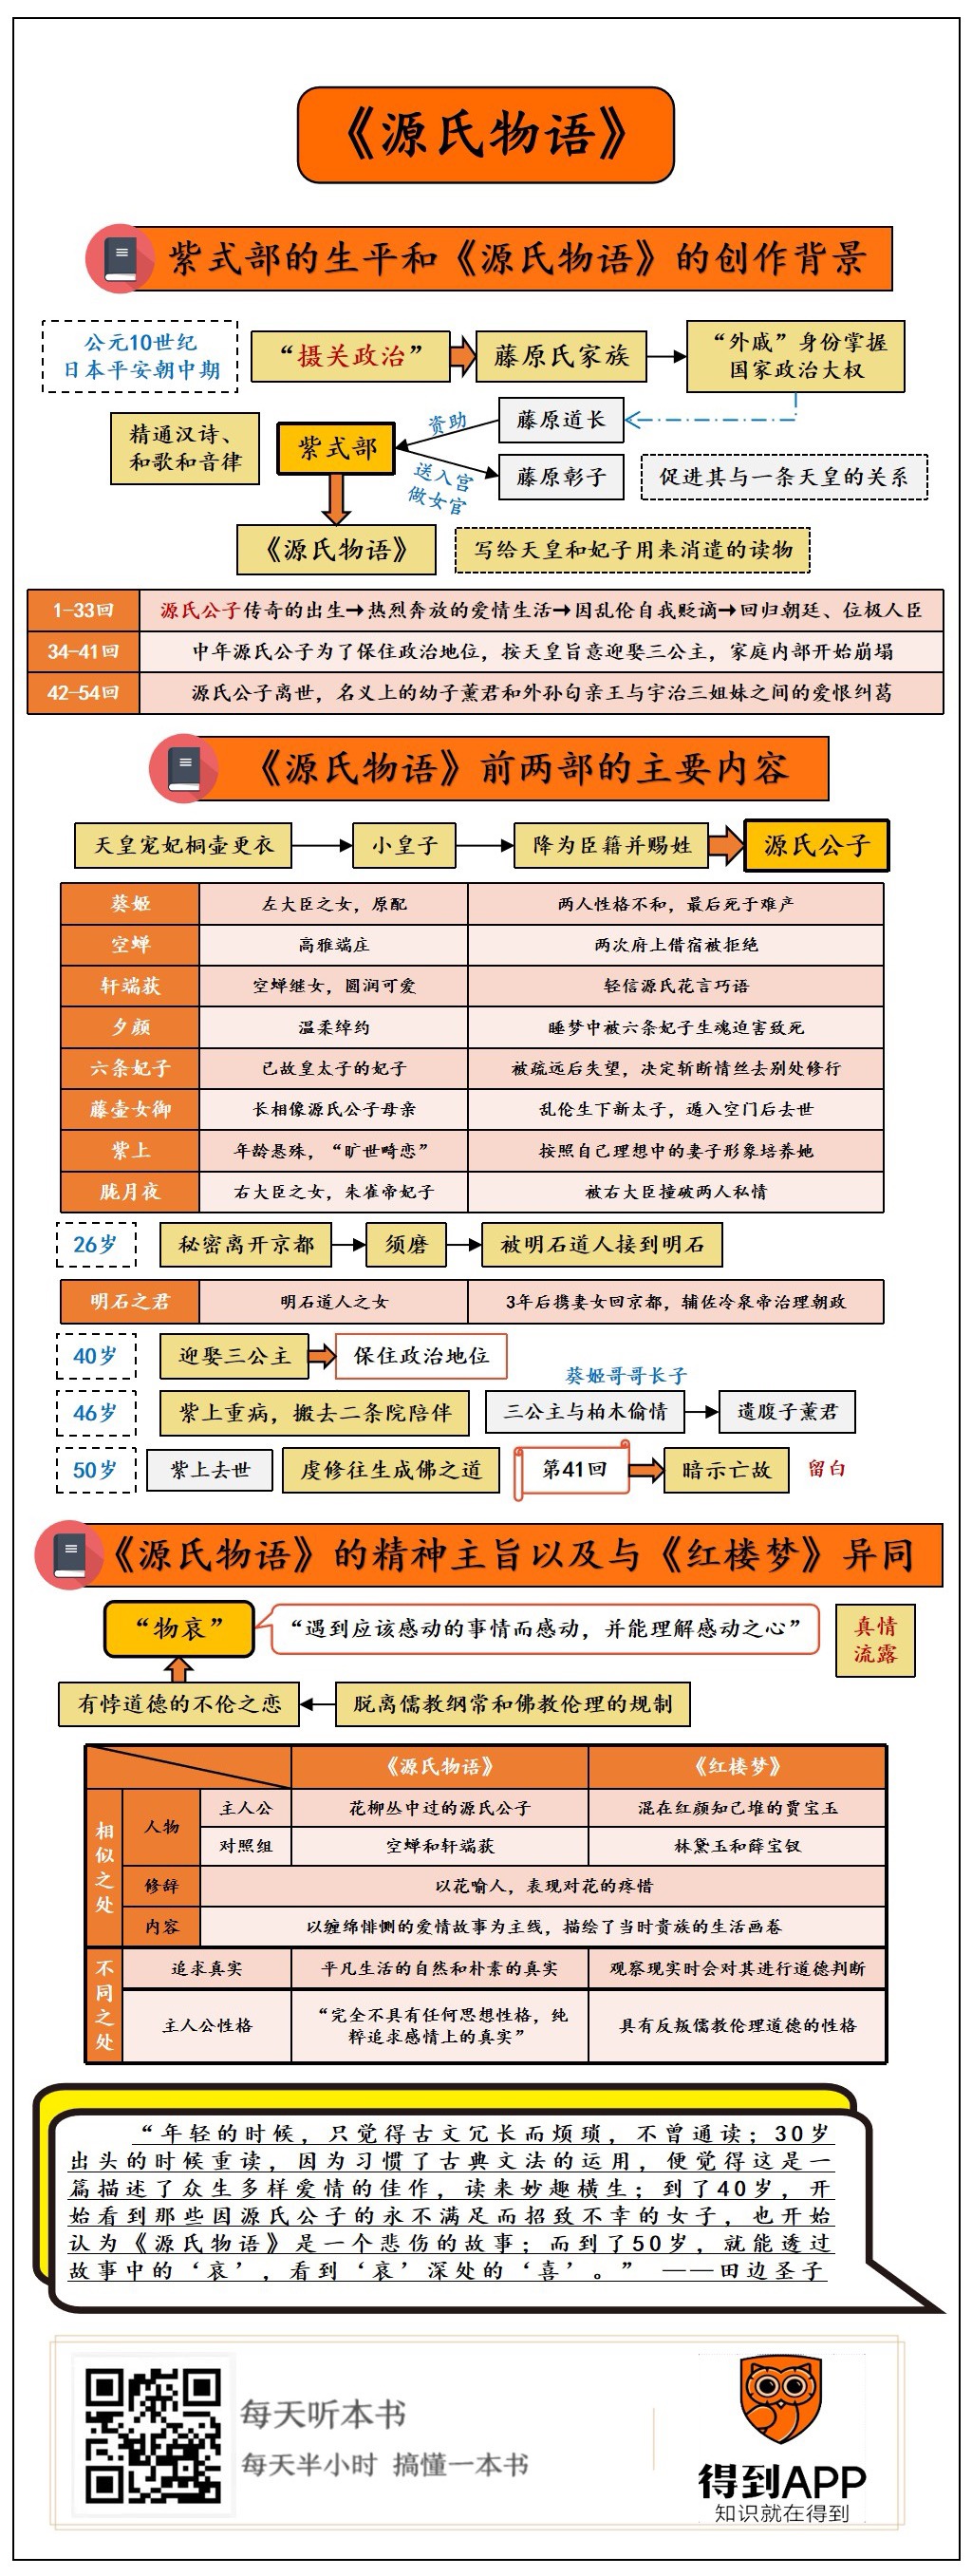 《源氏物语》
紫式部的生平和《源氏物语》的创作背景
公元10世纪
日本平安朝中期
“摄关政治”
藤原氏家族
“外戚”身份掌握
国家政治大权
精通汉诗、
和歌和音律
紫式部
资助
藤原道长
送入宫
做女官
藤原彰子
促进其与一条天皇的关系
《源氏物语》
写给天皇和妃子用来消遣的读物
1-33回 源氏公子传奇的出生→热烈奔放的爱情生活→因乱伦自我贬谪→回归朝廷、位极人臣
34-41回 中年源氏公子为了保住政治地位，按天皇旨意迎娶三公主，家庭内部开始崩塌
42-54回 源氏公子离世，名义上的幼子薰君和外孙匂亲王与宇治三姐妹之间的爱恨纠葛
《源氏物语》前两部的主要内容
天皇宠妃桐壶更衣 小皇子 降为臣籍并赐姓 源氏公子
葵姬 左大臣之女，原配 两人性格不和，最后死于难产
空蝉 高雅端庄 两次府上借宿被拒绝
轩端荻 空蝉继女，圆润可爱 轻信源氏花言巧语
夕颜 温柔绰约 睡梦中被六条妃子生魂迫害致死
六条妃子 已故皇太子的妃子 被疏远后失望，决定斩断情丝去别处修行
藤壶女御 长相像源氏公子母亲 乱伦生下新太子，遁入空门后去世
紫上 年龄悬殊，“旷世畸恋” 按照自己理想中的妻子形象培养她
胧月夜 右大臣之女，朱雀帝妃子 被右大臣撞破两人私情
26岁 秘密离开京都 须磨 被明石道人接到明石
明石之君 明石道人之女 3年后携妻女回京都，辅佐冷泉帝治理朝政
40岁 迎娶三公主 保住政治地位
葵姬哥哥长子
46岁 紫上重病，搬去二条院陪伴 三公主与柏木偷情 遗腹子薰君
50岁 紫上去世 虔修往生成佛之道 第41回 暗示亡故 留白
《源氏物语》的精神主旨以及与《红楼梦》异同
“物哀” “遇到应该感动的事情而感动，并能理解感动之心”
真情
流露
有悖道德的不伦之恋 脱离儒教纲常和佛教伦理的规制
《源氏物语》 《红楼梦》
相似之处
人物 主人公 花柳丛中过的源氏公子 混在红颜知己堆的贾宝玉
对照组 空蝉和轩端荻 林黛玉和薛宝钗
修辞 以花喻人，表现对花的疼惜
内容 以缠绵悱恻的爱情故事为主线，描绘了当时贵族的生活画卷
不同之处
追求真实 平凡生活的自然和朴素的真实 观察现实时会对其进行道德判断
主人公性格 “完全不具有任何思想性格，纯
粹追求感情上的真实” 具有反叛儒教伦理道德的性格
“年轻的时候，只觉得古文冗长而烦琐，不曾通读；30岁
出头的时候重读，因为习惯了古典文法的运用，便觉得这是一
篇描述了众生多样爱情的佳作，读来妙趣横生；到了40岁，开
始看到那些因源氏公子的永不满足而招致不幸的女子，也开始
认为《源氏物语》是一个悲伤的故事；而到了50岁，就能透过
故事中的‘哀’，看到‘哀’深处的‘喜’。” ——田边圣子
每天听本书
每天半小时 搞懂一本书
得到APP
知识就在得到